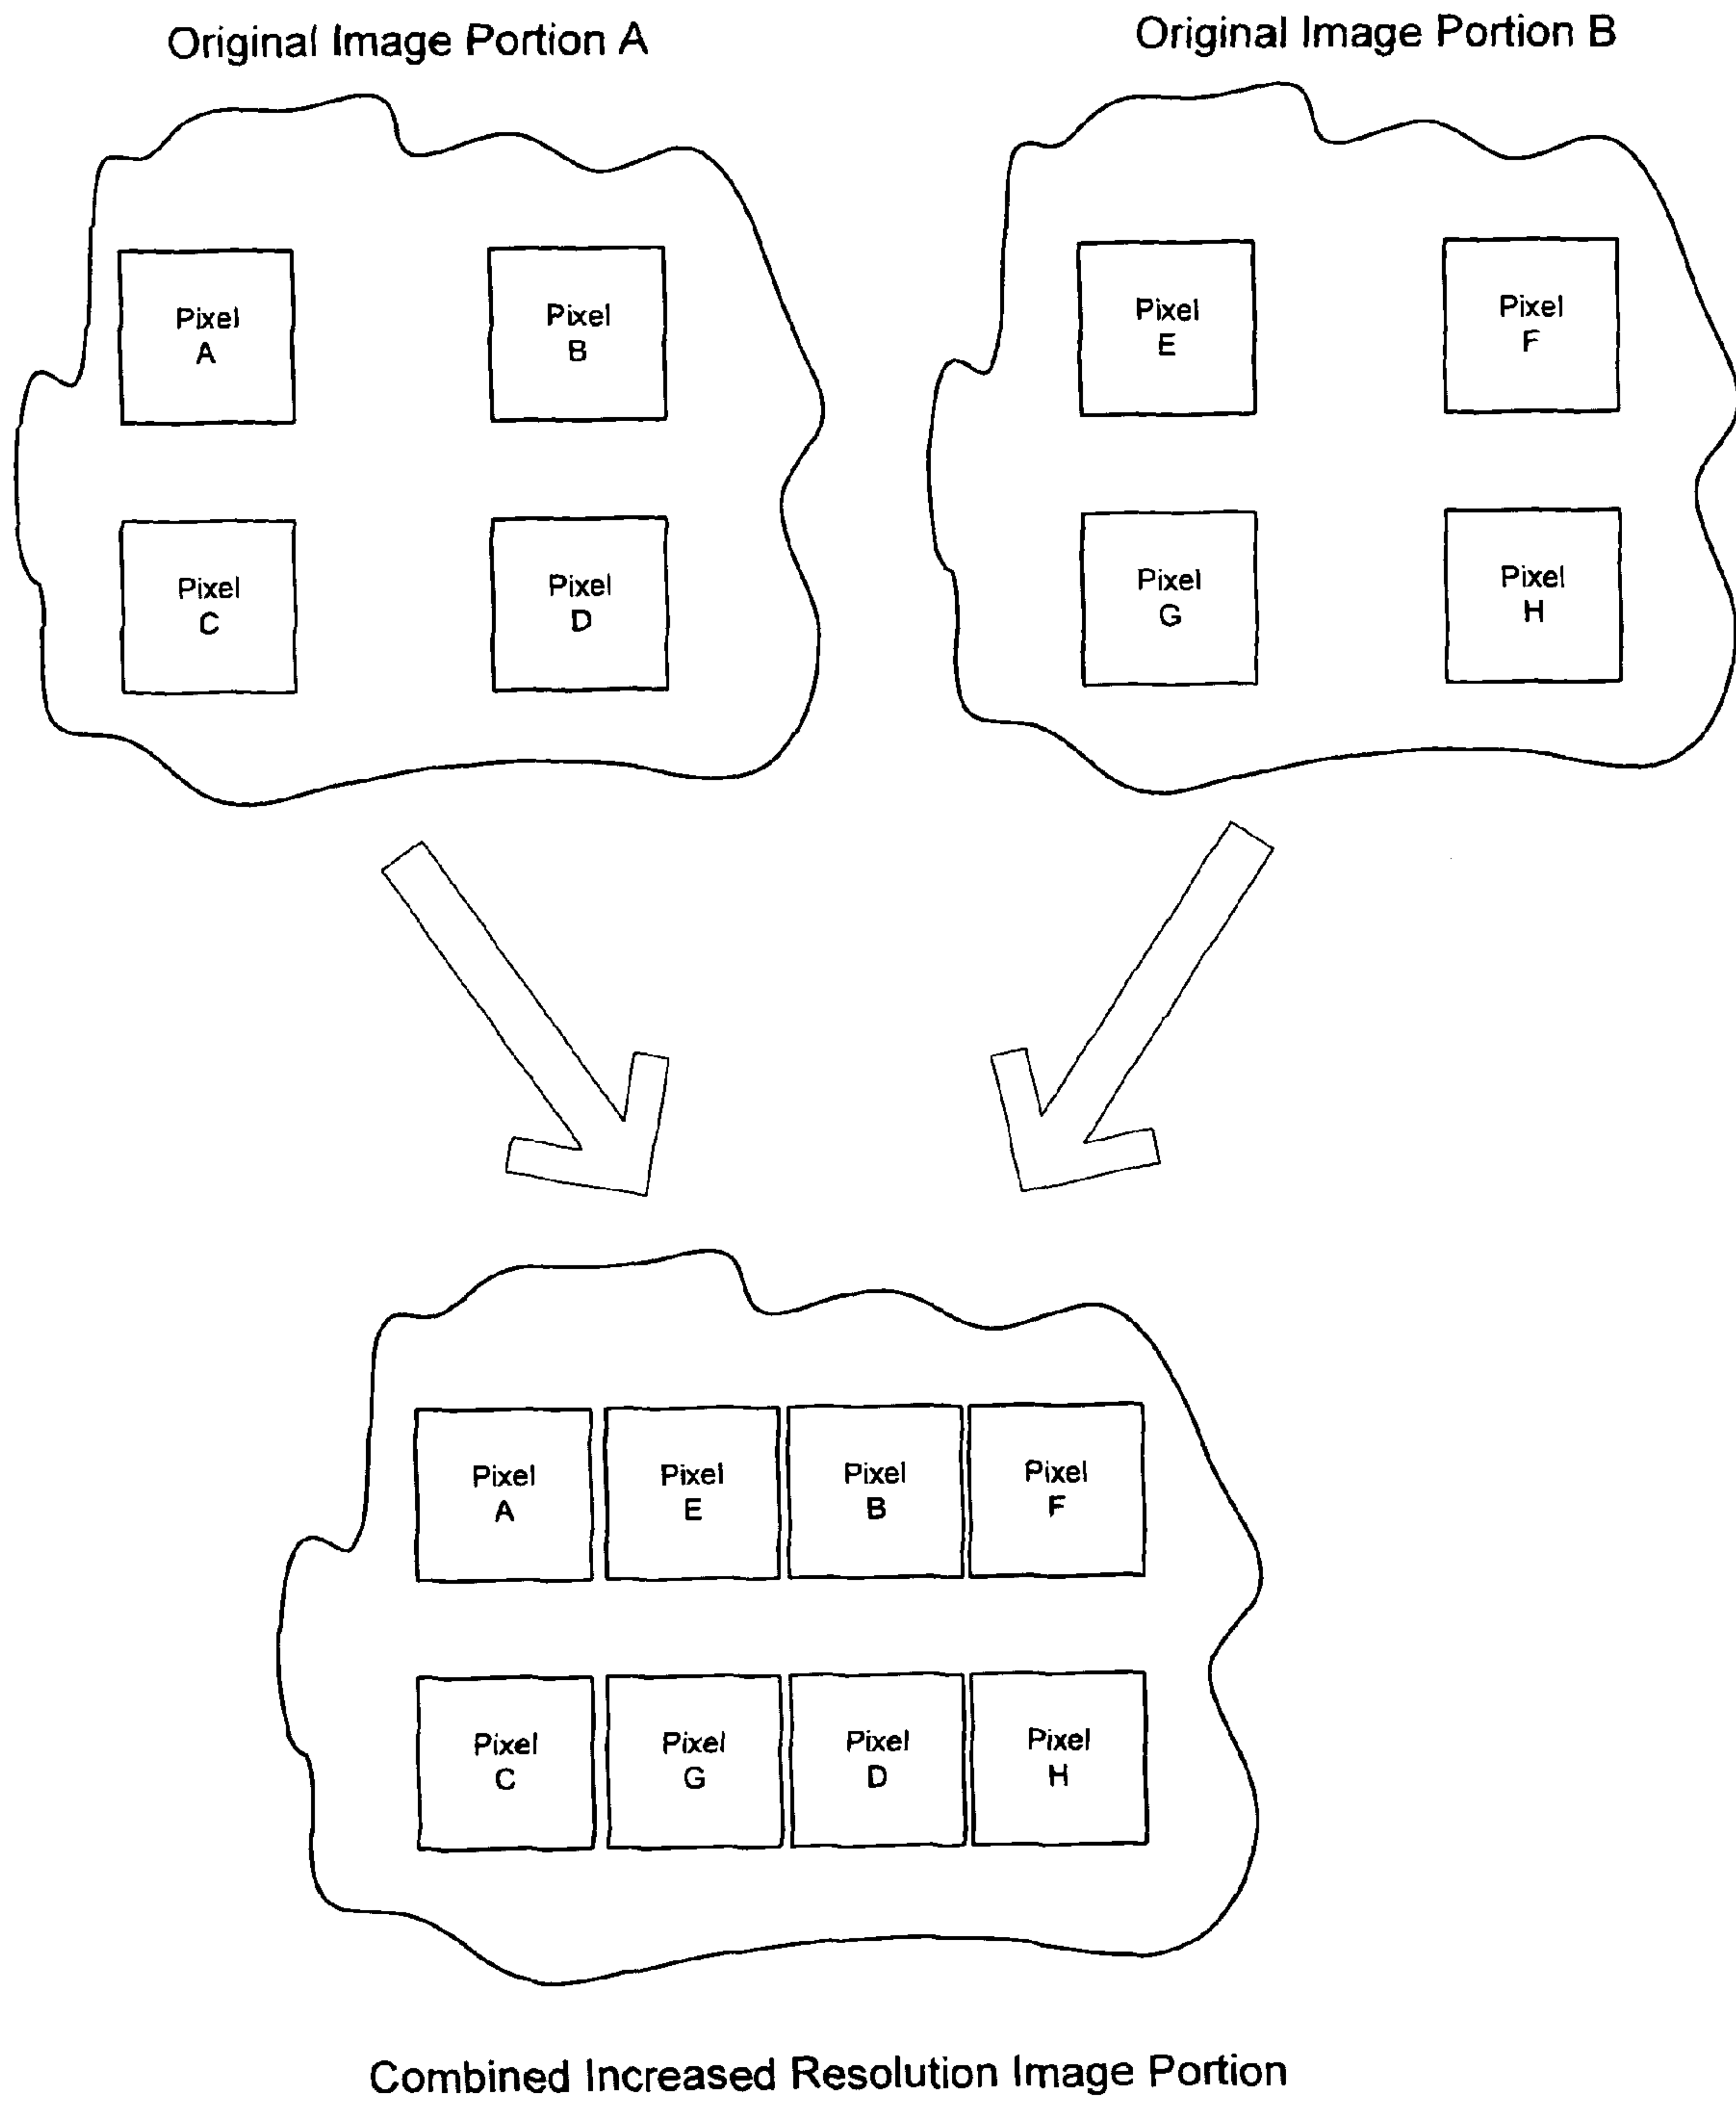 Original Image Portion A
Original Image Portion B
Pixel
A
Pixel
B
Pixel
C
Pixel
D
Pixel
E
Pixel
F
Pixel
G
Pixel
H
Pixel
A
Pixel
E
Pixel
B
Pixel
F
Pixel
C
Pixel
G
Pixel
D
Pixel
H
Combined Increased Resolution Image Portion